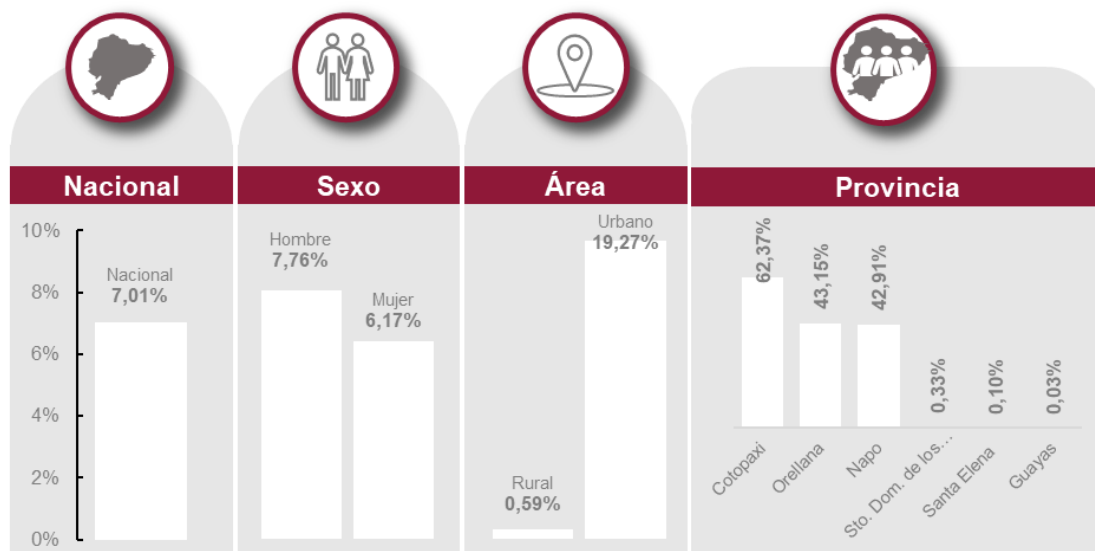 Nacional
10%
8%
6%
4%
2%
0%
Nacional
7,01%
Sexo
Hombre
7,76%
Mujer
6,17%
Área
Urbano
19,27%
Rural
0,59%
Provincia
62,37%
43,15%
42,91%
0,33%
0,10%
0,03%
Cotopaxi
Orellana
Napo
Sto. Dom. de los...
Santa Elena
Guayas